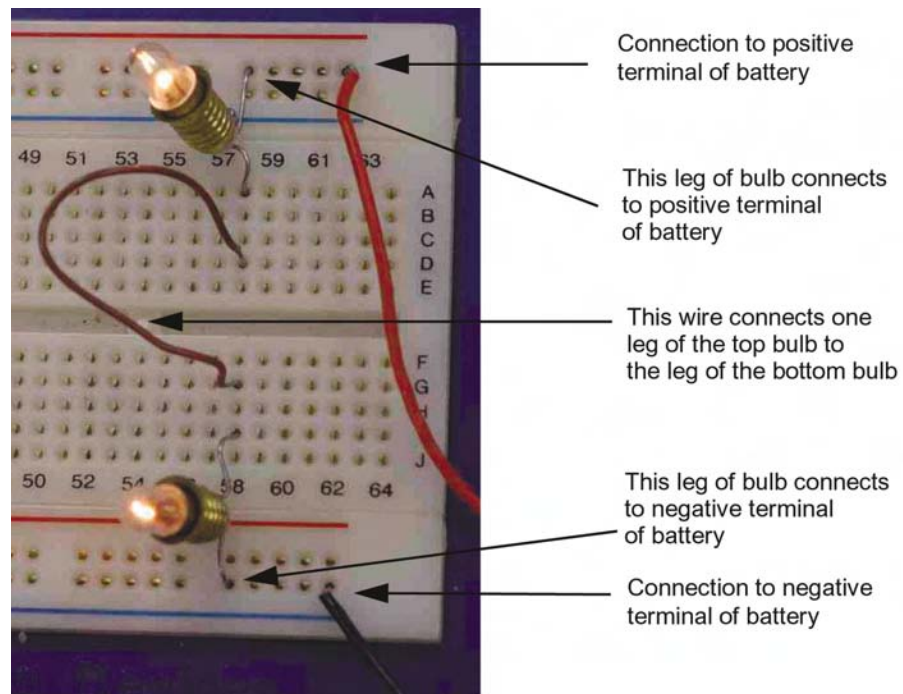 Connection to positive
terminal of battery
49 51 53 55 57 59 61 63
A
B
C
D
E
This leg of bulb connects
to positive terminal
of battery
This wire connects one
leg of the top bulb to
the leg of the bottom bulb
F
G
H
J
50 52 54 58 60 62 64
This leg of bulb connects
to negative terminal
of battery
Connection to negative
terminal of battery